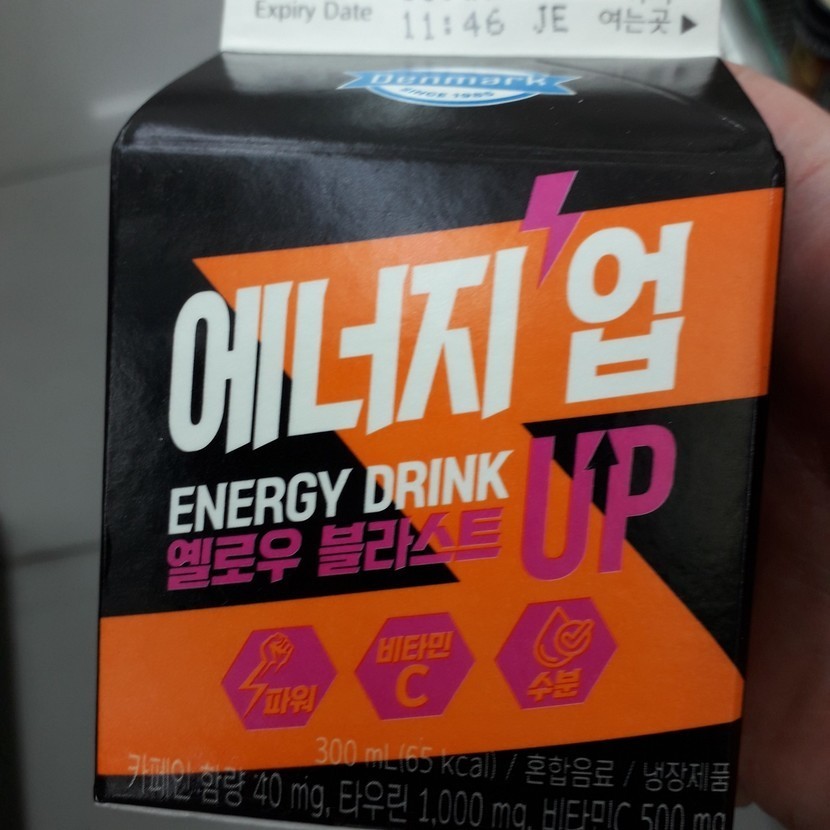 Expiry Date
11:46 JE 여는곳 ▶
Denmark
SINCE 1985
에너지 업
ENERGY DRINK UP
옐로우 블라스트
파워
비타민 C
수분
300 mL(65 kcal) / 혼합음료 / 냉장제품
카페인 함량 40 mg, 타우린 1,000 mg, 비타민C 500 mg